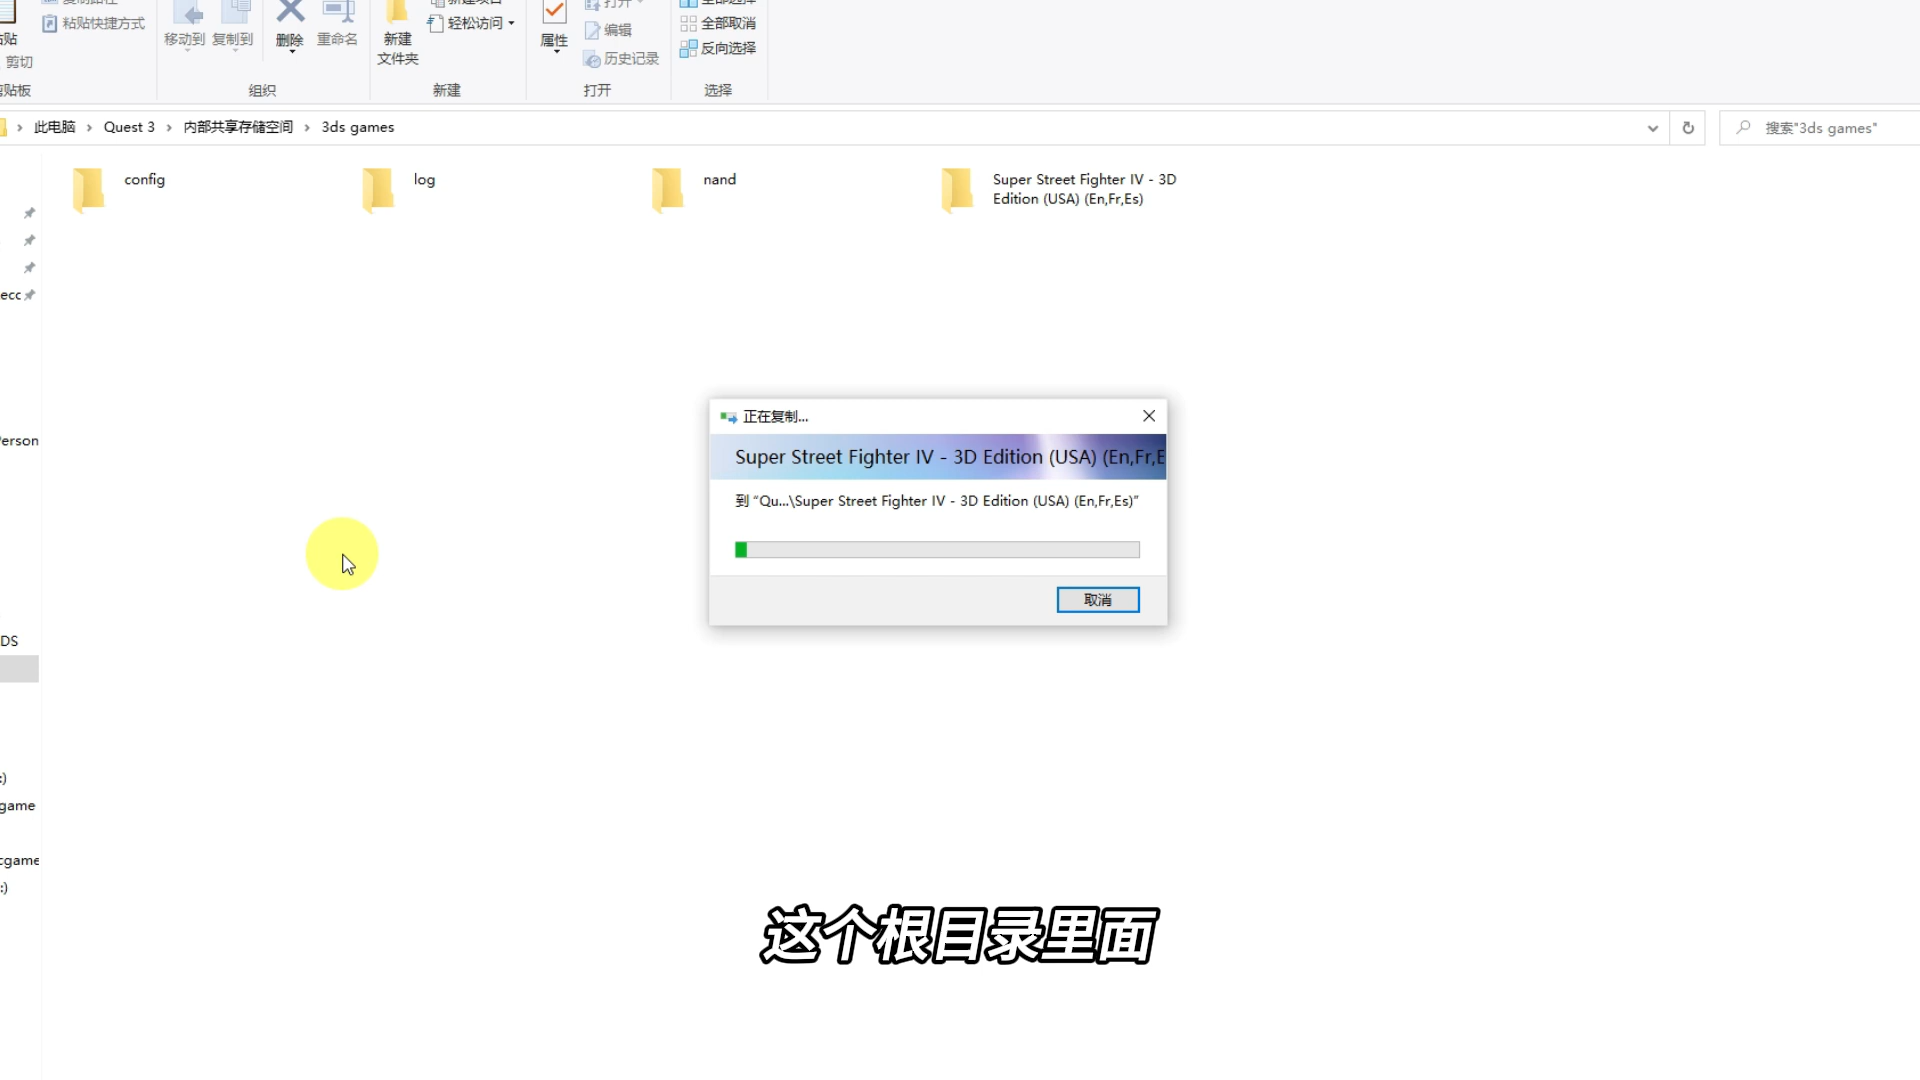 粘贴快捷方式
剪切
移动到
复制到
删除
重命名
新建
文件夹
轻松访问
属性
编辑
历史记录
全部取消
反向选择
组织
新建
打开
选择
此电脑 › Quest 3 › 内部共享存储空间 › 3ds games
搜索"3ds games"
config
log
nand
Super Street Fighter IV - 3D
Edition (USA) (En,Fr,Es)
ecc
erson
DS
game
cgame
正在复制...
Super Street Fighter IV - 3D Edition (USA) (En,Fr,E
到 “Qu...\Super Street Fighter IV - 3D Edition (USA) (En,Fr,Es)”
取消
这个根目录里面